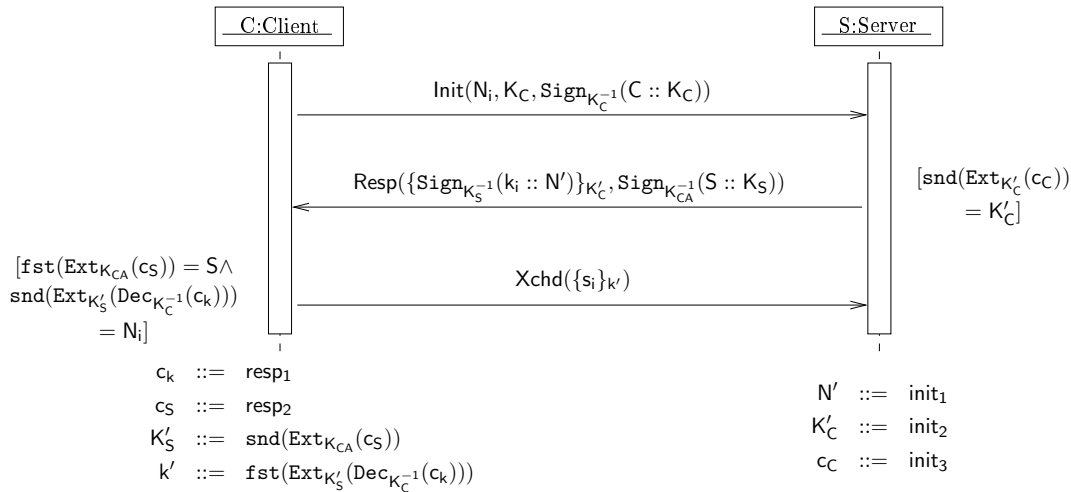 C:Client
S:Server
Init(N_i, K_C, Sign_{K_C^{-1}}(C :: K_C))
Resp({Sign_{K_S^{-1}}(k_i :: N′)}_{K′_C}, Sign_{K_{CA}^{-1}}(S :: K_S))
[snd(Ext_{K′_C}(c_C))
= K′_C]
[fst(Ext_{K_{CA}}(c_S)) = S∧
snd(Ext_{K′_S}(Dec_{K_C^{-1}}(c_k)))
= N_i]
Xchd({s_i}_{k′})
c_k ::= resp_1
c_S ::= resp_2
K′_S ::= snd(Ext_{K_{CA}}(c_S))
k′ ::= fst(Ext_{K′_S}(Dec_{K_C^{-1}}(c_k)))
N′ ::= init_1
K′_C ::= init_2
c_C ::= init_3